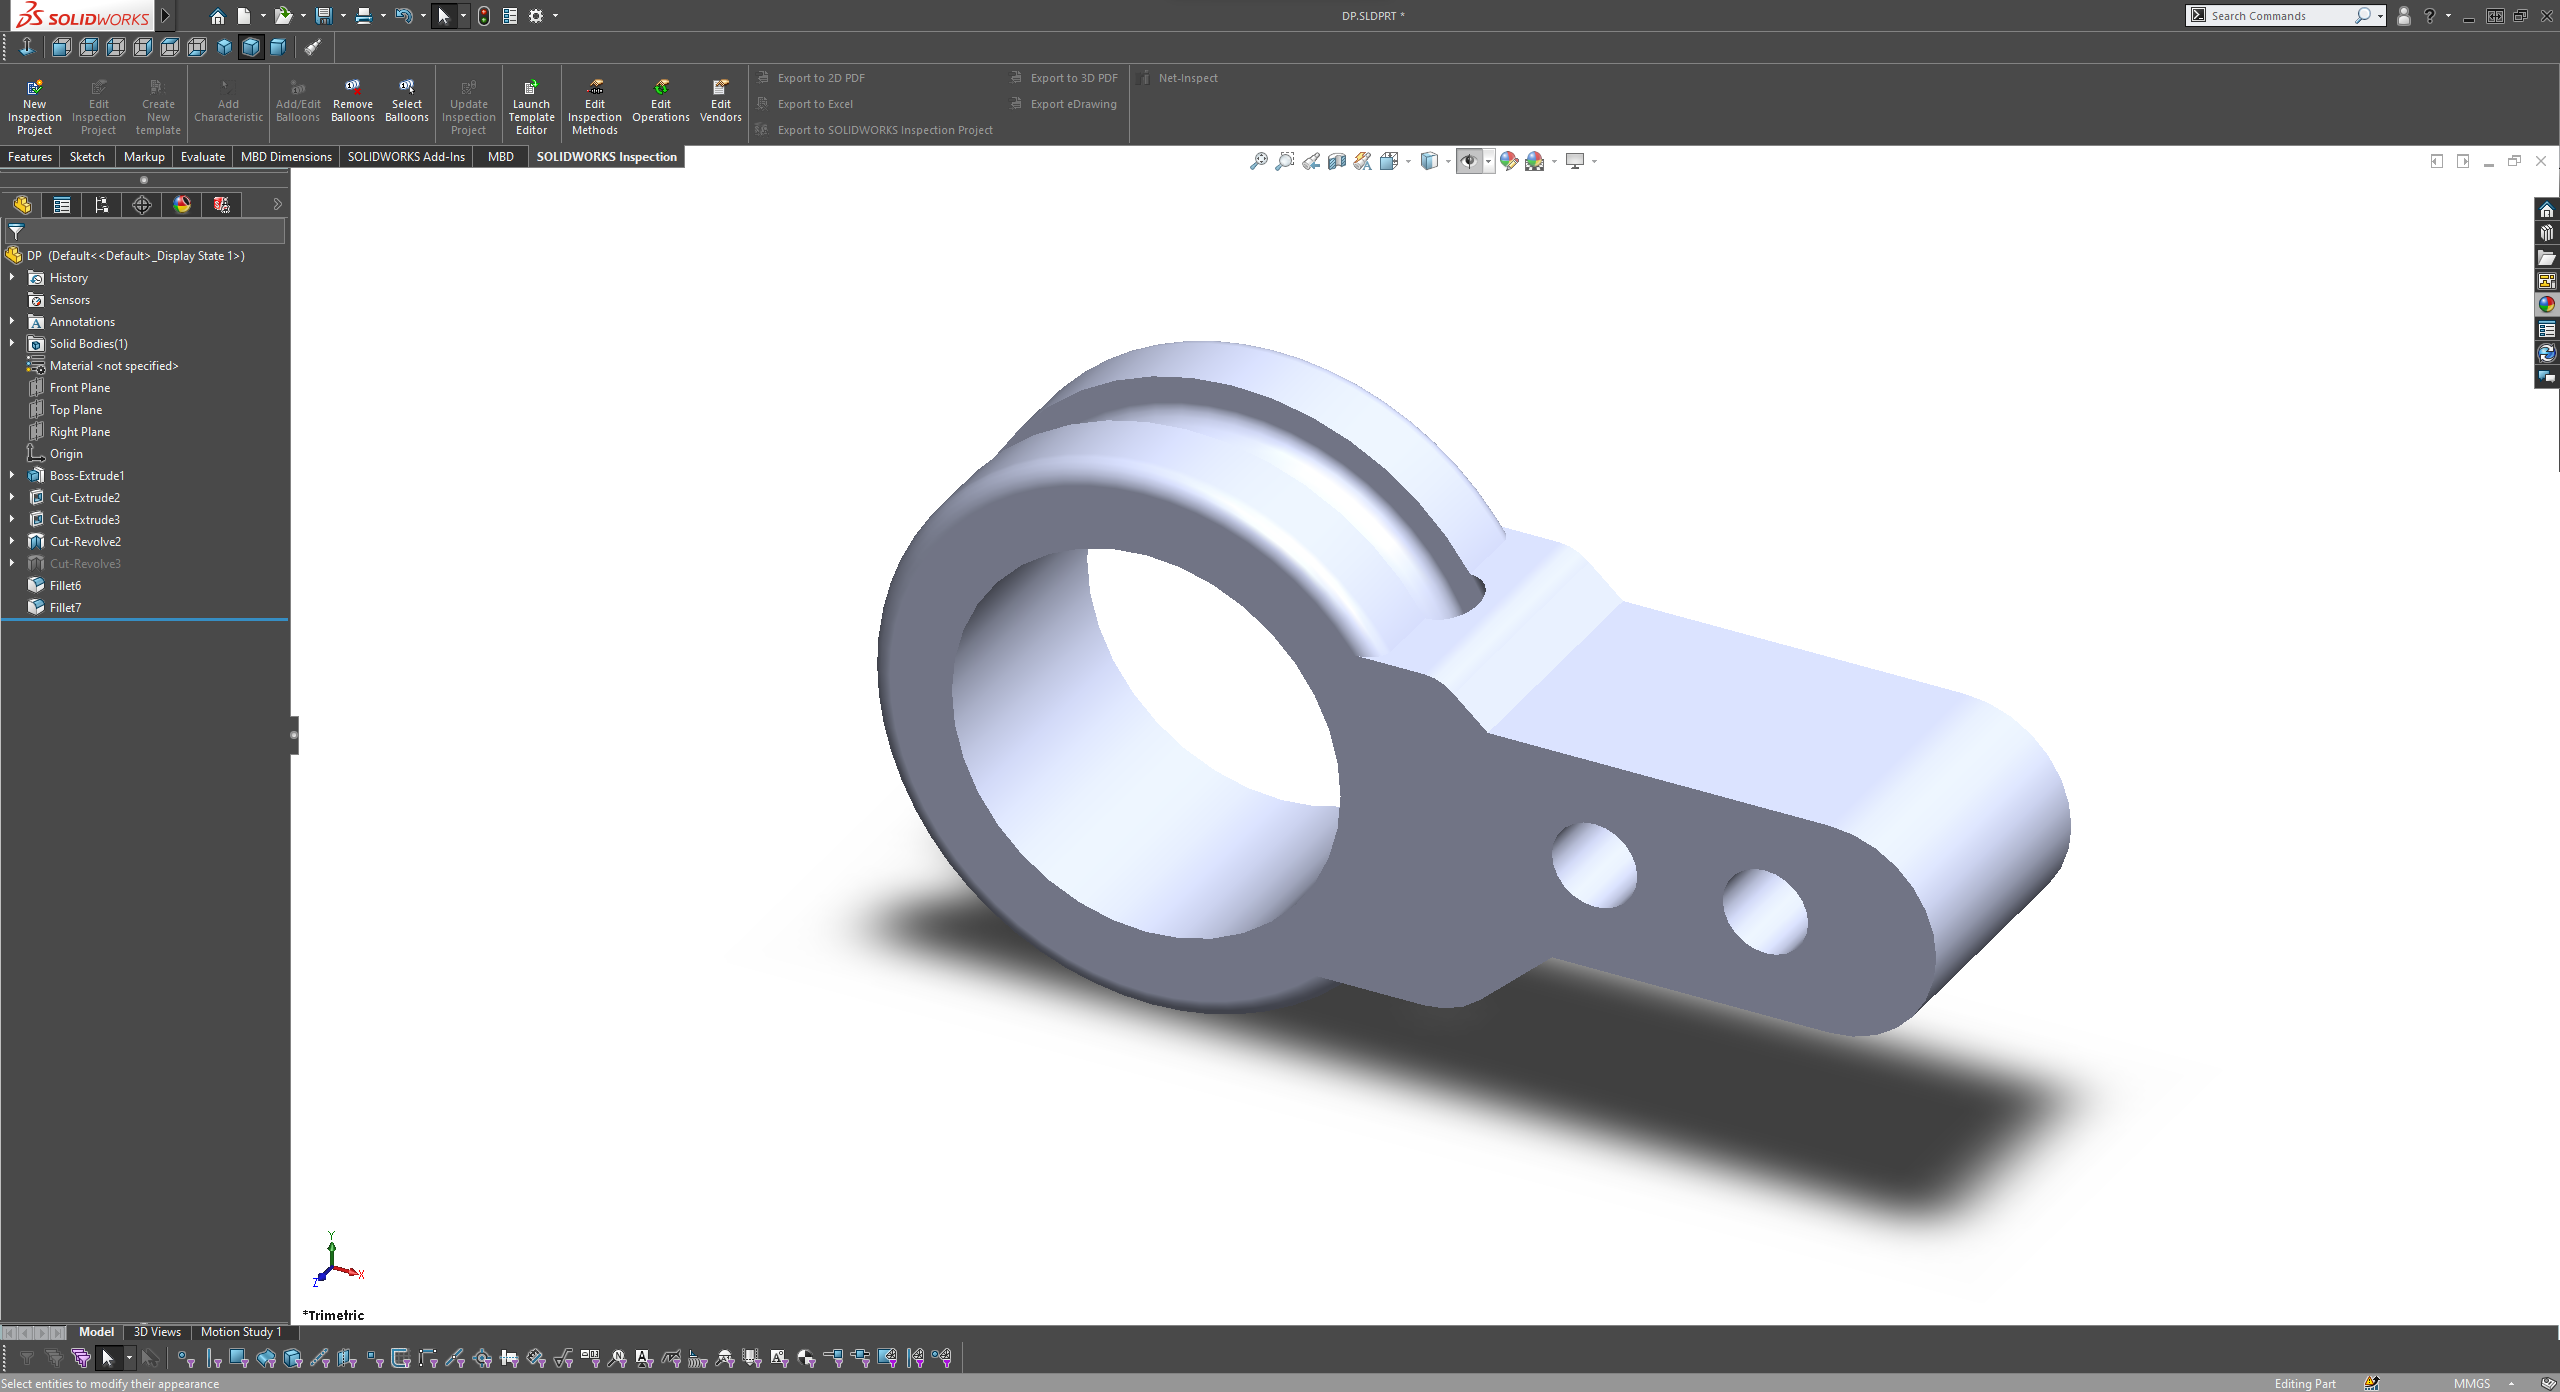 SOLIDWORKS
DP.SLDPRT *
Search Commands
New Inspection Project
Edit Inspection Project
Create New template
Add Characteristic
Add/Edit Balloons
Remove Balloons
Select Balloons
Update Inspection Project
Launch Template Editor
Edit Inspection Methods
Edit Operations
Edit Vendors
Export to 2D PDF
Export to Excel
Export to SOLIDWORKS Inspection Project
Export to 3D PDF
Export eDrawing
Net-Inspect
Features
Sketch
Markup
Evaluate
MBD Dimensions
SOLIDWORKS Add-Ins
MBD
SOLIDWORKS Inspection
DP (Default<<Default>_Display State 1>)
History
Sensors
Annotations
Solid Bodies(1)
Material <not specified>
Front Plane
Top Plane
Right Plane
Origin
Boss-Extrude1
Cut-Extrude2
Cut-Extrude3
Cut-Revolve2
Cut-Revolve3
Fillet6
Fillet7
Y
X
Z
*Trimetric
Model
3D Views
Motion Study 1
Select entities to modify their appearance
Editing Part
MMGS